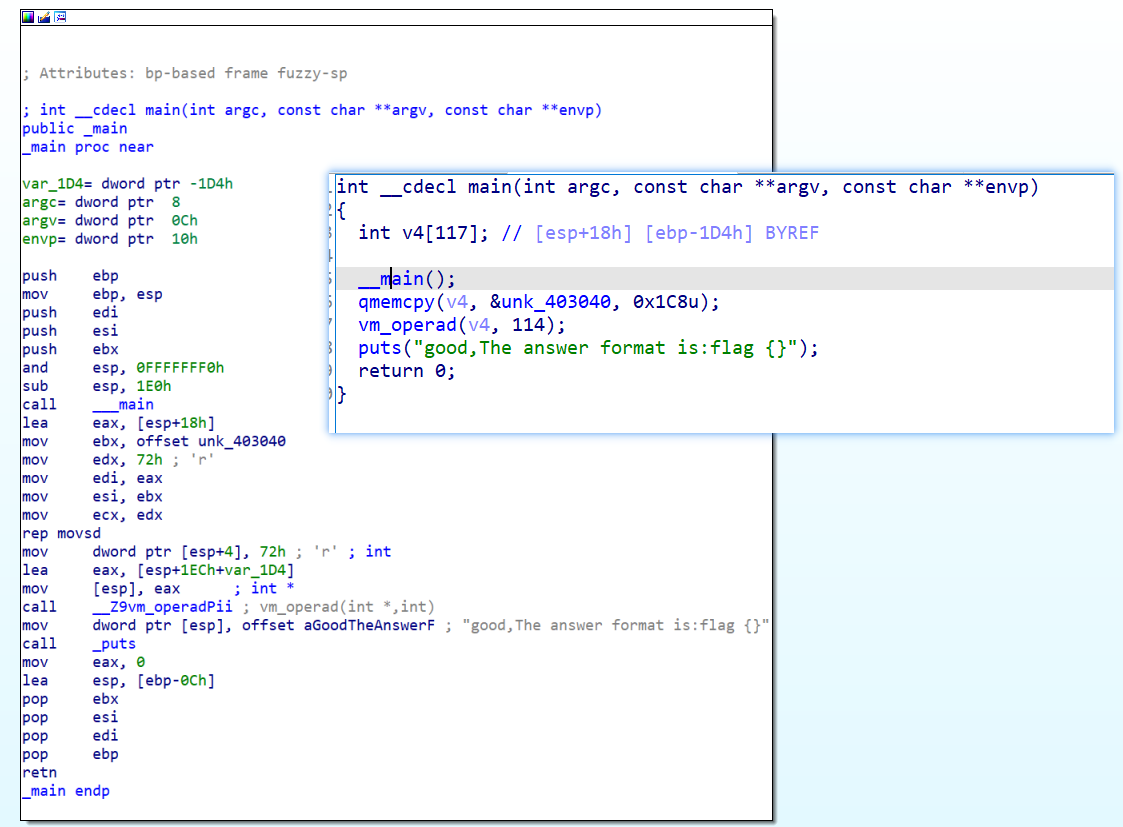 ; Attributes: bp-based frame fuzzy-sp
; int __cdecl main(int argc, const char **argv, const char **envp)
public _main
_main proc near
var_1D4= dword ptr -1D4h
argc= dword ptr  8
argv= dword ptr  0Ch
envp= dword ptr  10h
push    ebp
mov     ebp, esp
push    edi
push    esi
push    ebx
and     esp, 0FFFFFFF0h
sub     esp, 1E0h
call    ___main
lea     eax, [esp+18h]
mov     ebx, offset unk_403040
mov     edx, 72h ; 'r'
mov     edi, eax
mov     esi, ebx
mov     ecx, edx
rep movsd
mov     dword ptr [esp+4], 72h ; 'r' ; int
lea     eax, [esp+1ECh+var_1D4]
mov     [esp], eax      ; int *
call    __Z9vm_operadPii ; vm_operad(int *,int)
mov     dword ptr [esp], offset aGoodTheAnswerF ; "good,The answer format is:flag {}"
call    _puts
mov     eax, 0
lea     esp, [ebp-0Ch]
pop     ebx
pop     esi
pop     edi
pop     ebp
retn
_main endp
int __cdecl main(int argc, const char **argv, const char **envp)
{
  int v4[117]; // [esp+18h] [ebp-1D4h] BYREF
  __main();
  qmemcpy(v4, &unk_403040, 0x1C8u);
  vm_operad(v4, 114);
  puts("good,The answer format is:flag {}");
  return 0;
}